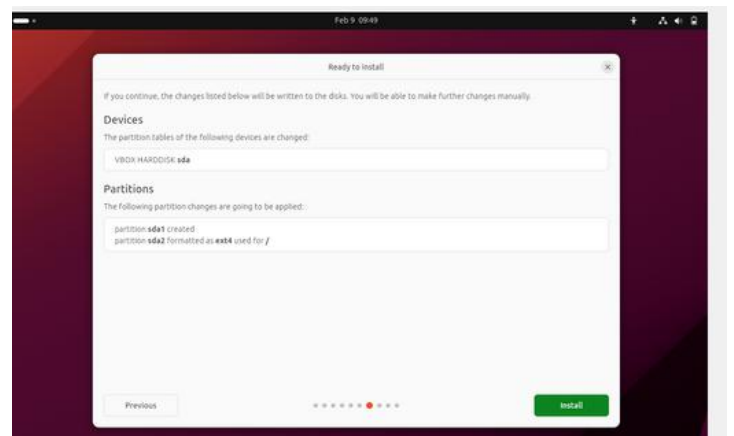 Feb 9 09:49
Ready to Install
If you continue, the changes listed below will be written to the disks. You will be able to make further changes manually.
Devices
The partition tables of the following devices are changed:
VBOX HARDDISK sda
Partitions
The following partition changes are going to be applied:
partition sda1 created
partition sda2 formatted as ext4 used for /
Previous
Install